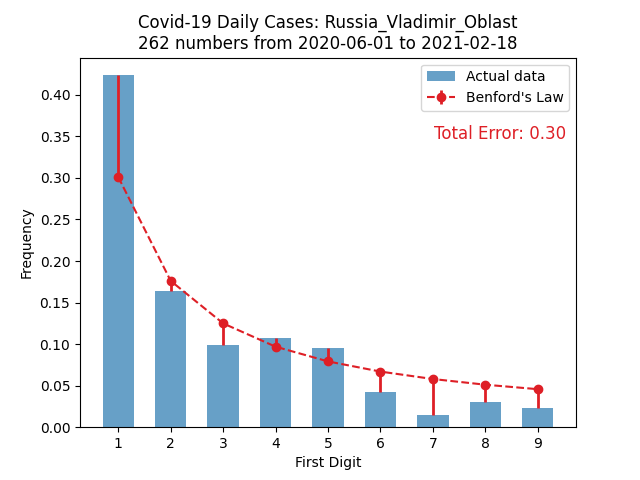 Covid-19 Daily Cases: Russia_Vladimir_Oblast
262 numbers from 2020-06-01 to 2021-02-18
Actual data
Benford's Law
Total Error: 0.30
Frequency
0.40
0.35
0.30
0.25
0.20
0.15
0.10
0.05
0.00
1 2 3 4 5 6 7 8 9
First Digit